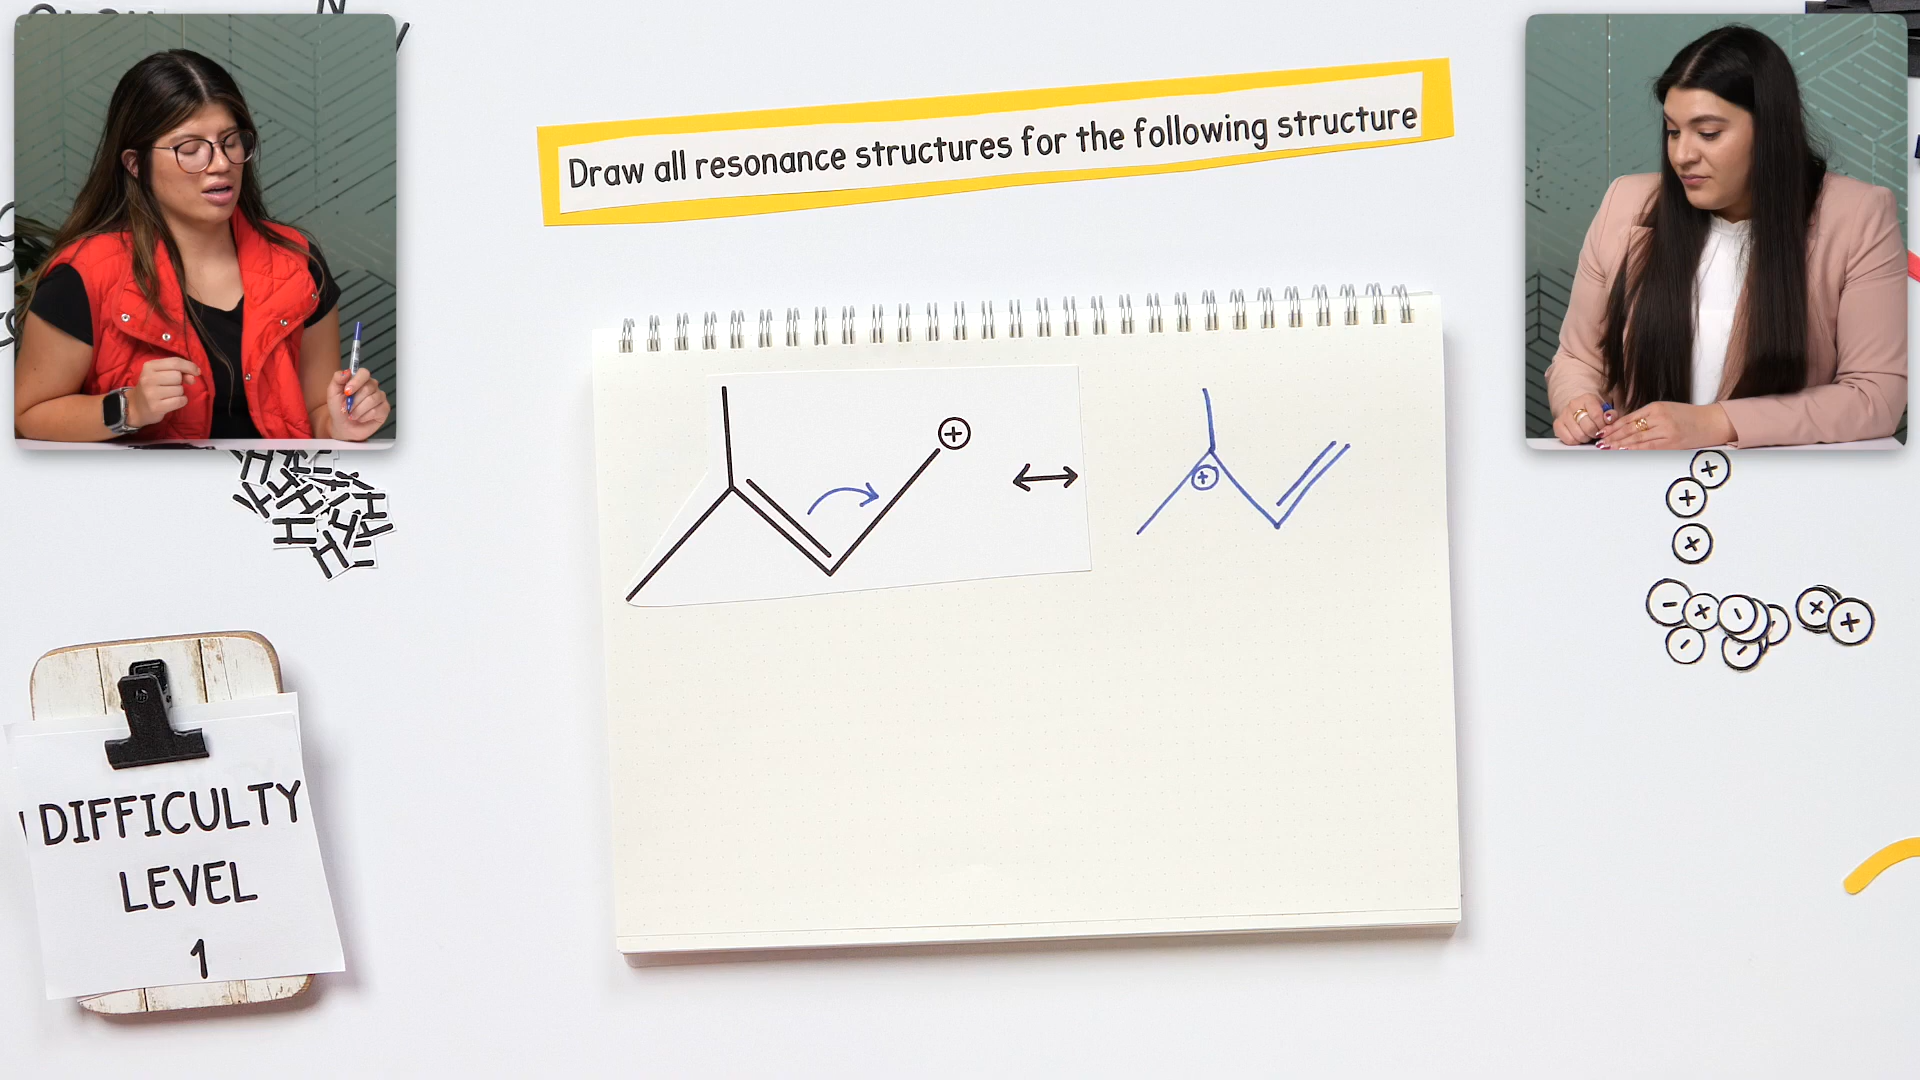 Draw all resonance structures for the following structure
+
+
DIFFICULTY
LEVEL
1